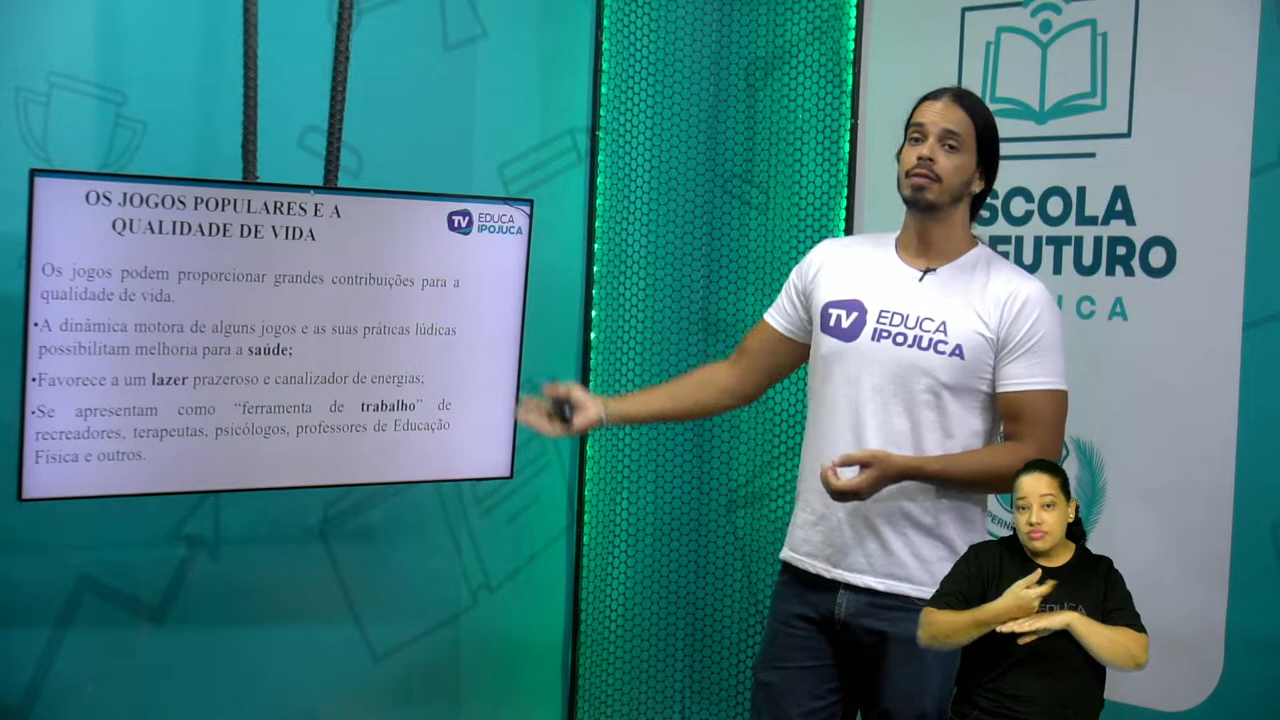 OS JOGOS POPULARES E A
QUALIDADE DE VIDA
TV EDUCA
IPOJUCA
Os jogos podem proporcionar grandes contribuições para a
qualidade de vida.
•A dinâmica motora de alguns jogos e as suas práticas lúdicas
possibilitam melhoria para a saúde;
•Favorece a um lazer prazeroso e canalizador de energias;
•Se apresentam como “ferramenta de trabalho” de
recreadores, terapeutas, psicólogos, professores de Educação
Física e outros.
TV EDUCA
IPOJUCA
SCOLA
FUTURO
UCA
PERN
EDUCA